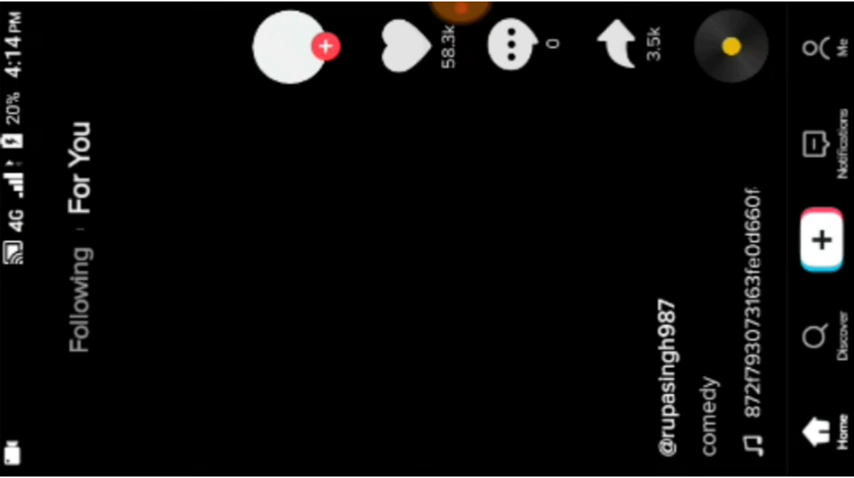 4G 20% 4:14 PM
Following For You
58.3k
0
3.5k
@rupasingh987
comedy
872f793073163fe0d660f
Home
Discover
Notifications
Me